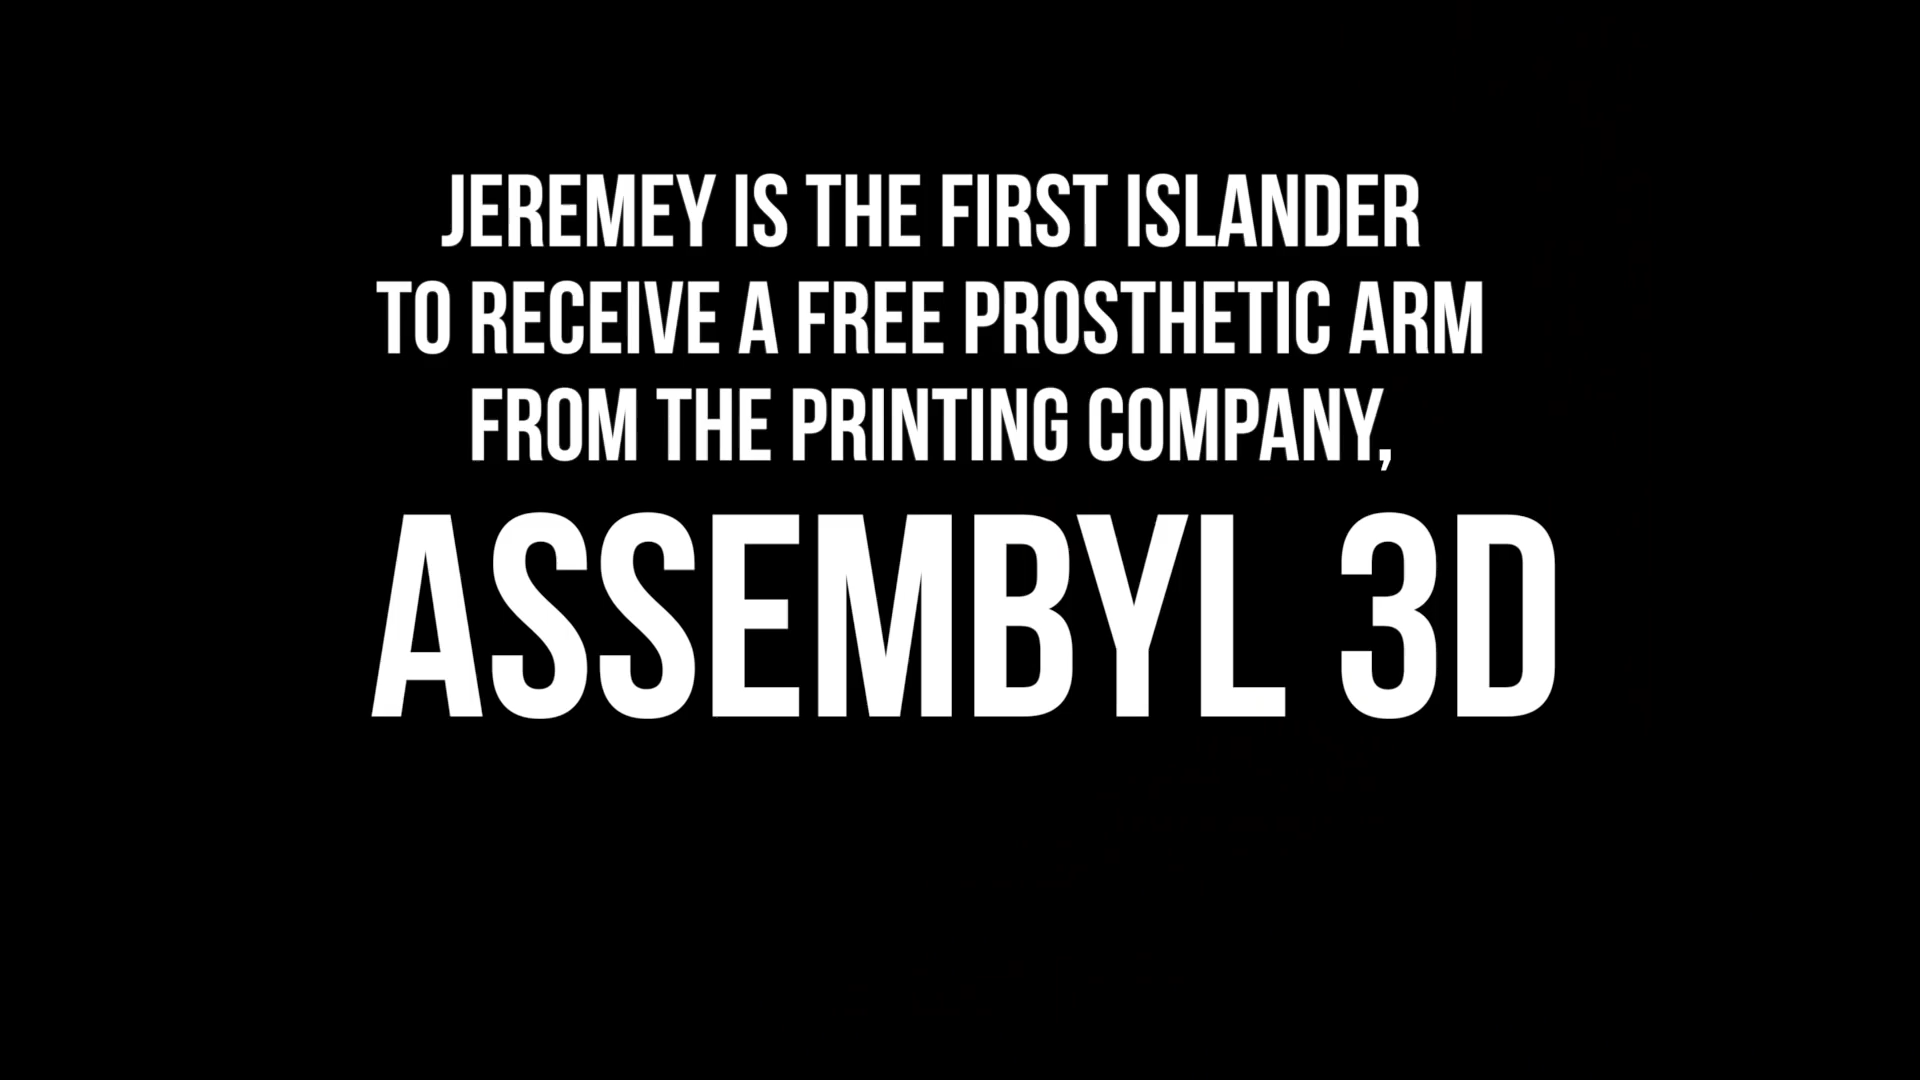 JEREMEY IS THE FIRST ISLANDER
TO RECEIVE A FREE PROSTHETIC ARM
FROM THE PRINTING COMPANY,
ASSEMBYL 3D